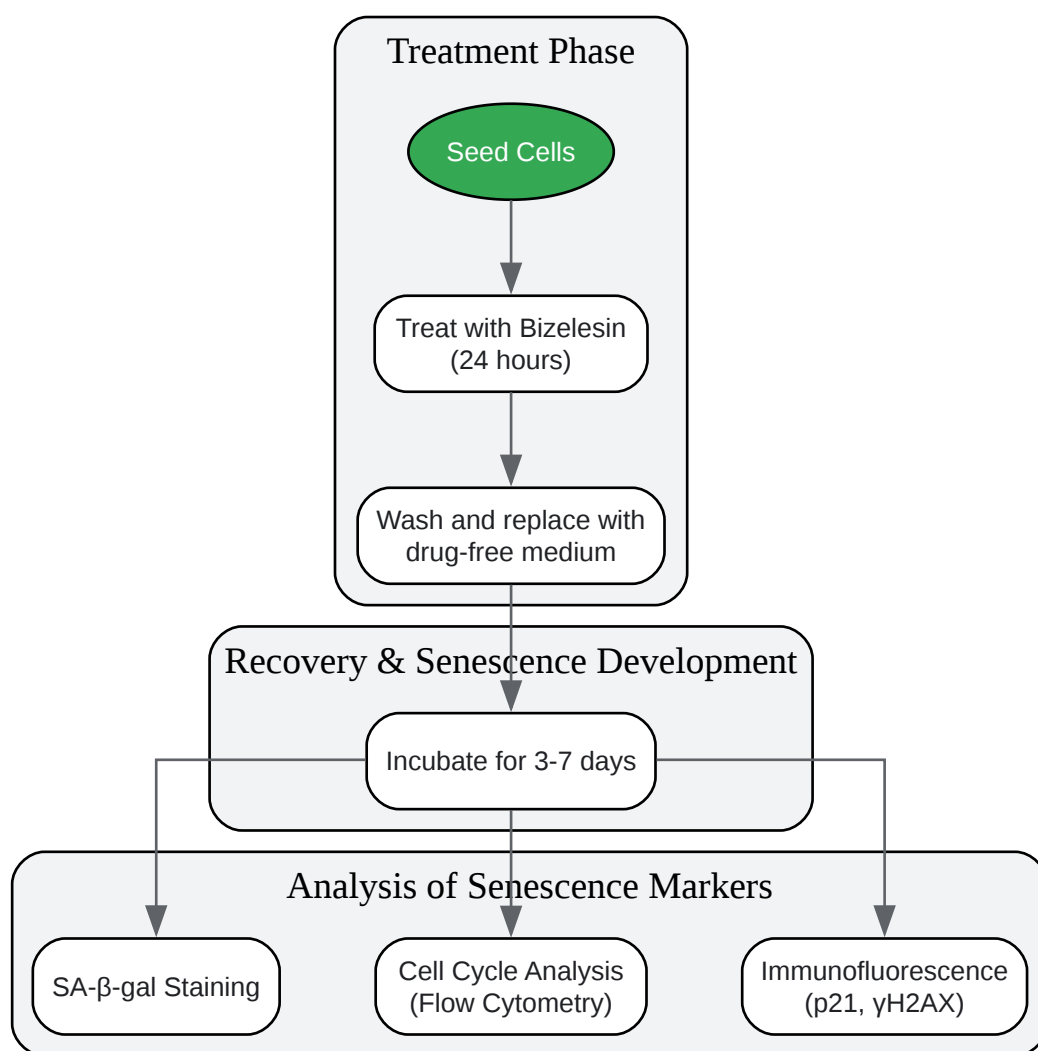 Treatment Phase
Seed Cells
Treat with Bizelesin
(24 hours)
Wash and replace with
drug-free medium
Recovery & Senescence Development
Incubate for 3-7 days
Analysis of Senescence Markers
SA-β-gal Staining
Cell Cycle Analysis
(Flow Cytometry)
Immunofluorescence
(p21, γH2AX)